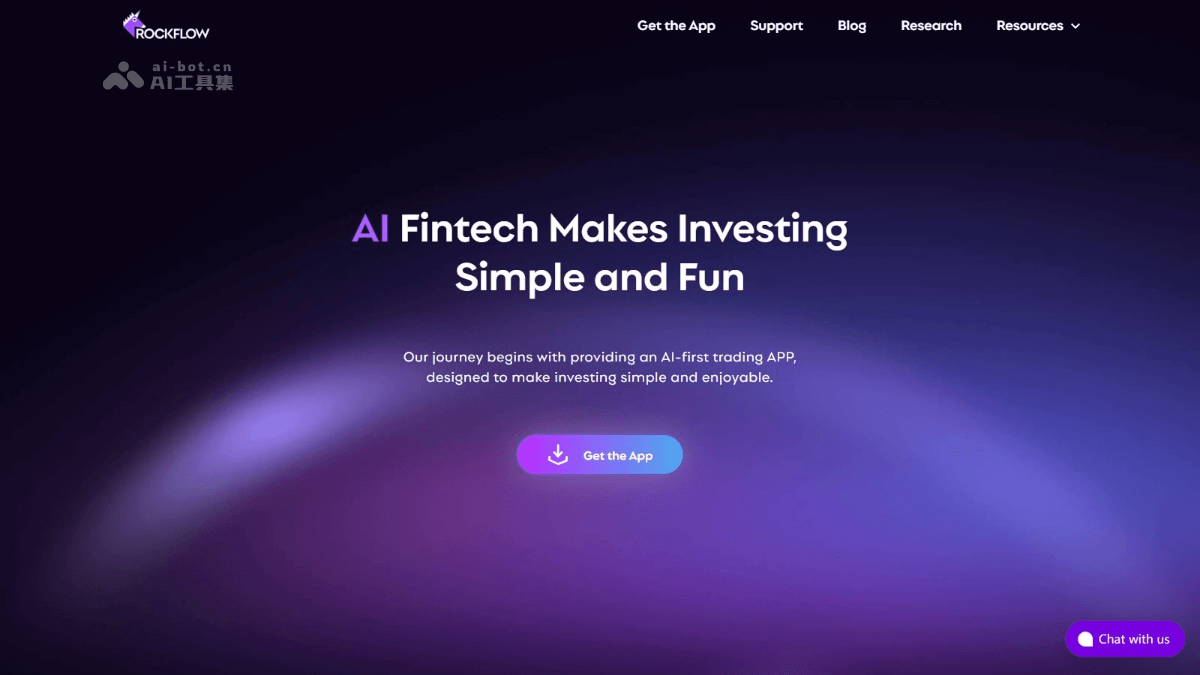 ROCKFLOW
Get the App
Support
Blog
Research
Resources
ai-bot.cn
AI工具集
AI Fintech Makes Investing
Simple and Fun
Our journey begins with providing an AI-first trading APP,
designed to make investing simple and enjoyable.
Get the App
Chat with us